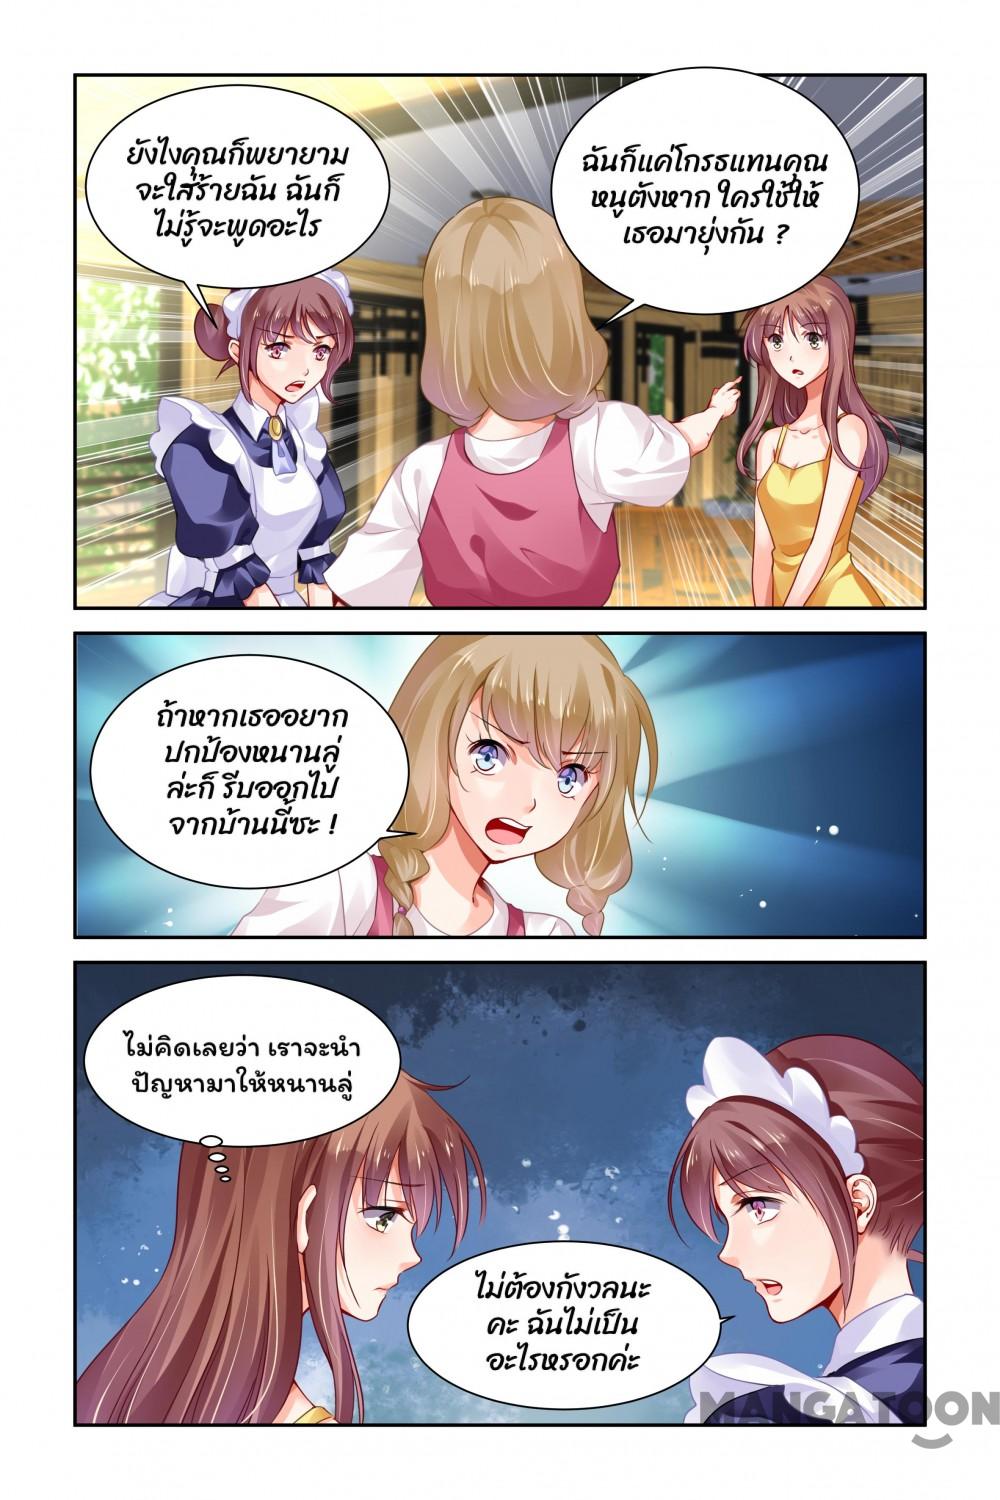 ยังไงคุณก็พยายาม
จะใส่ร้ายฉัน ฉันก็
ไม่รู้จะพูดอะไร
ฉันก็แค่โกรธแทนคุณ
หนูตังหาก ใครใช้ให้
เธอมายุ่งกัน ?
ถ้าหากเธออยาก
ปกป้องหนานลู่
ล่ะก็ รีบออกไป
จากบ้านนี้ซะ !
ไม่คิดเลยว่า เราจะนำ
ปัญหามาให้หนานลู่
ไม่ต้องกังวลนะ
คะ ฉันไม่เป็น
อะไรหรอกค่ะ
MANGATOON